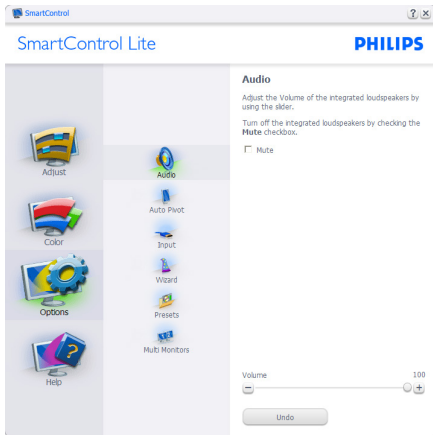 SmartControl
? ×
SmartControl Lite
PHILIPS
Adjust
Color
Options
Help
Audio
Auto Pivot
Input
Wizard
Presets
Multi Monitors
Audio
Adjust the Volume of the integrated loudspeakers by
using the slider.
Turn off the integrated loudspeakers by checking the
Mute checkbox.
Mute
Volume 100
Undo